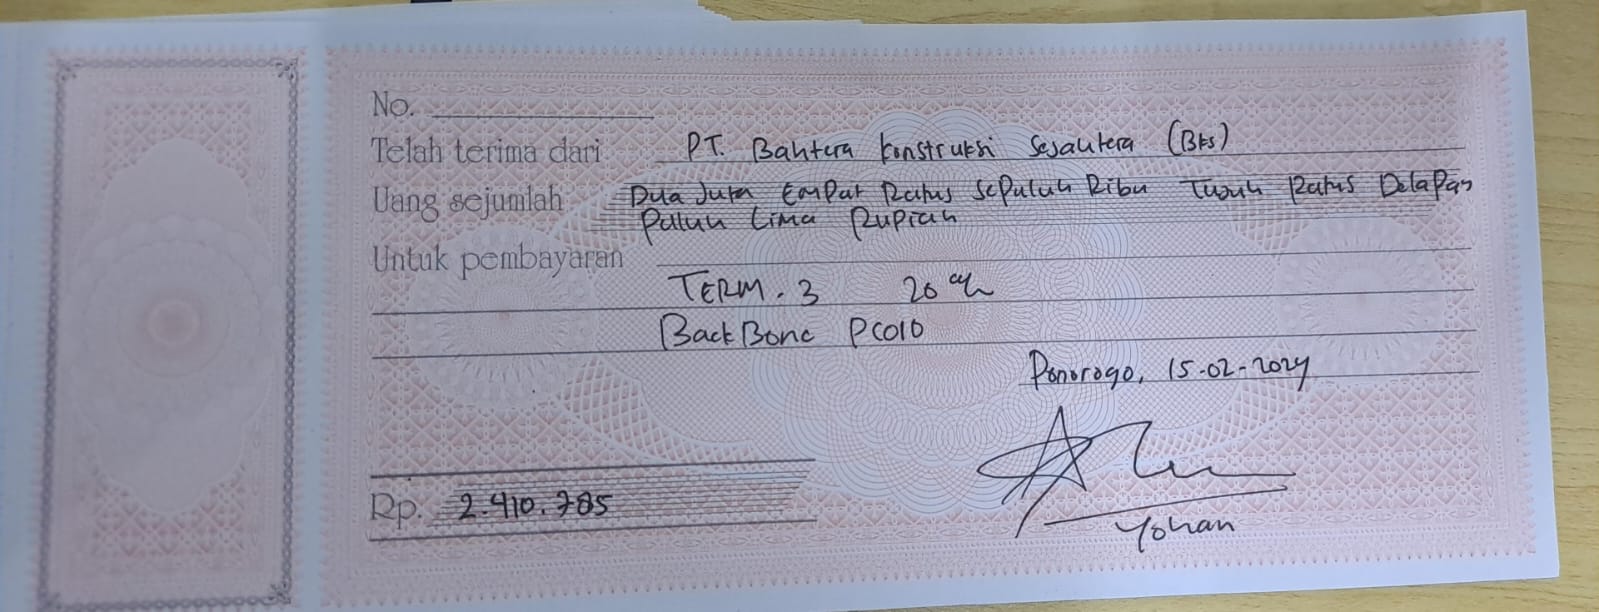 No.
Telah terima dari PT. Bahtera Konstruksi Sejahtera (BKS)
Uang sejumlah Dua Juta Empat Ratus Sepuluh Ribu Tujuh Ratus Delapan
Puluh Lima Rupiah
Untuk pembayaran
TERM. 3 20 %
BackBone PC010
Ponorogo, 15-02-2024
Rp. 2.410.785
Yohan